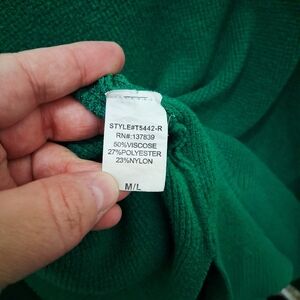 STYLE#T5442-R
RN#:137839
50%VISCOSE
27%POLYESTER
23%NYLON
M/L